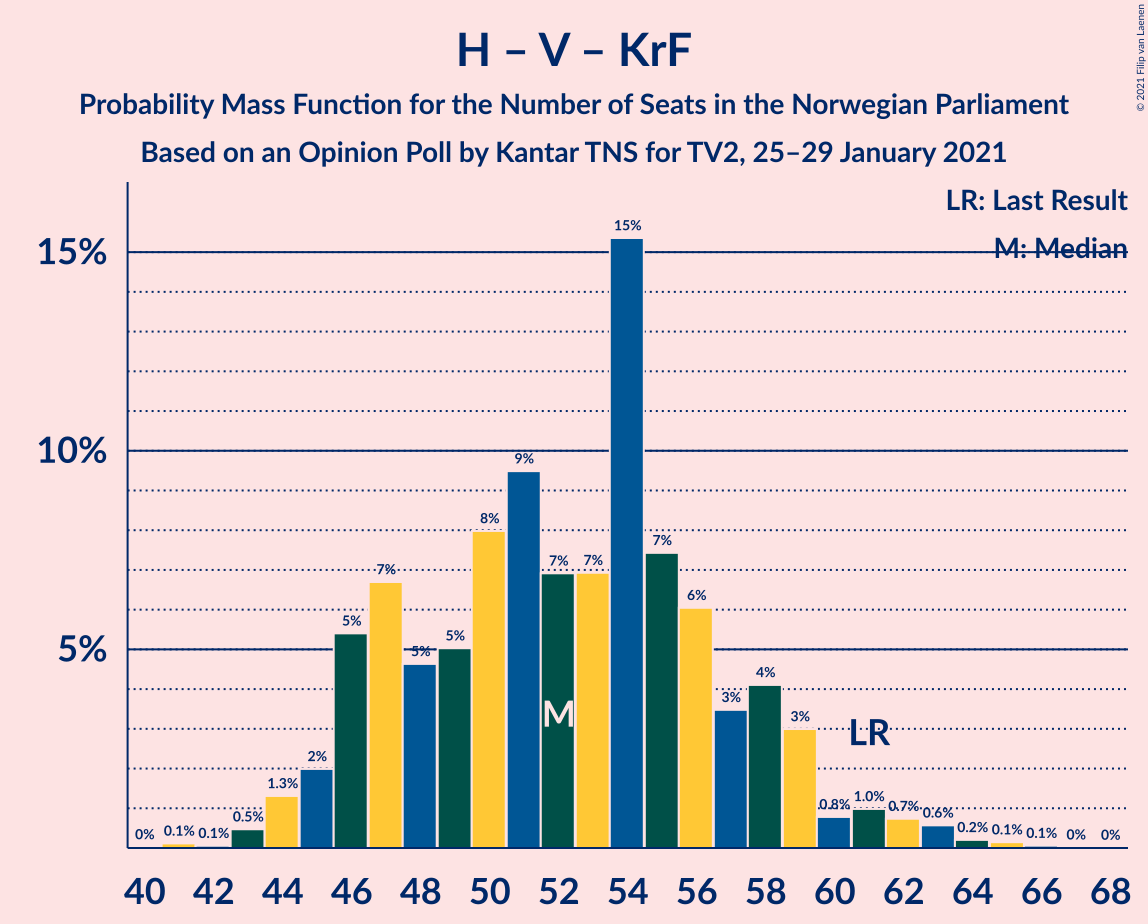 H – V – KrF
Probability Mass Function for the Number of Seats in the Norwegian Parliament
Based on an Opinion Poll by Kantar TNS for TV2, 25–29 January 2021
© 2021 Filip van Laenen
LR: Last Result
M: Median
15%
10%
5%
0% 0.1% 0.1% 0.5% 1.3% 2% 5% 7% 5% 5% 8% 9% 7% 7% 15% 7% 6% 3% 4% 3% 0.8% 1.0% 0.7% 0.6% 0.2% 0.1% 0.1% 0% 0%
M
LR
40 42 44 46 48 50 52 54 56 58 60 62 64 66 68